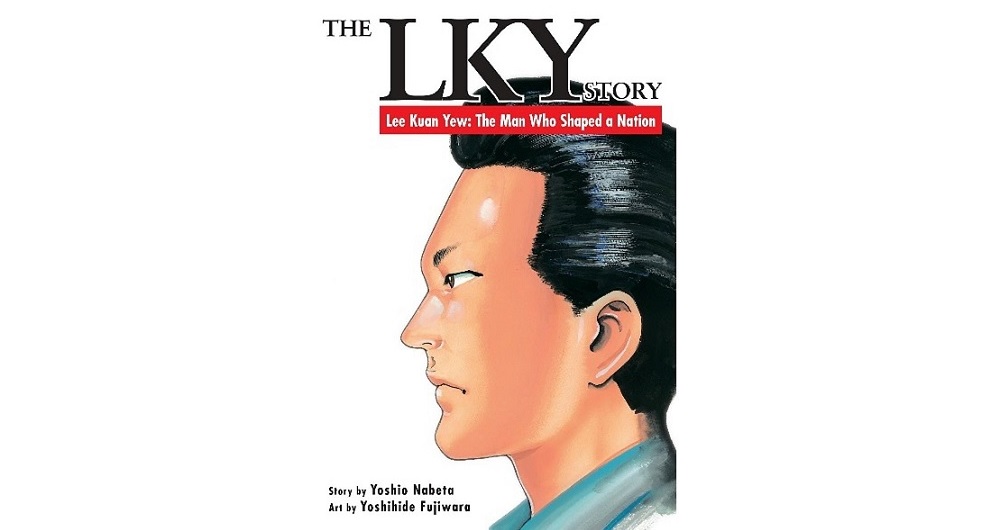 THE LKY STORY
Lee Kuan Yew: The Man Who Shaped a Nation
Story by Yoshio Nabeta
Art by Yoshihide Fujiwara